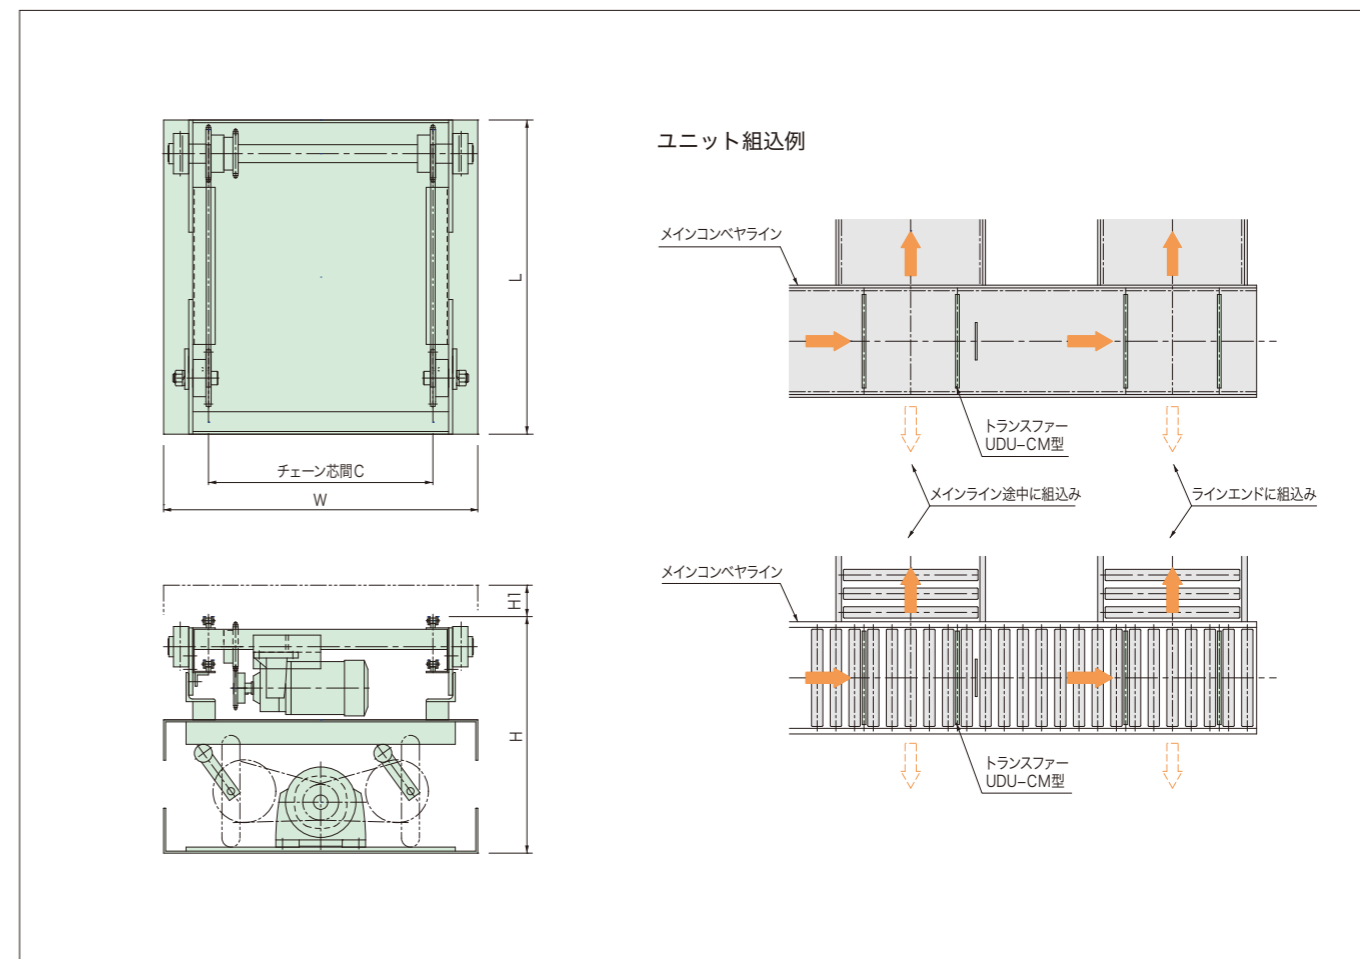 ユニット組込例
メインコンベヤライン
トランスファー
UDU-CM型
メインライン途中に組込み
ラインエンドに組込み
メインコンベヤライン
トランスファー
UDU-CM型
L
チェーン芯間C
W
H1
H